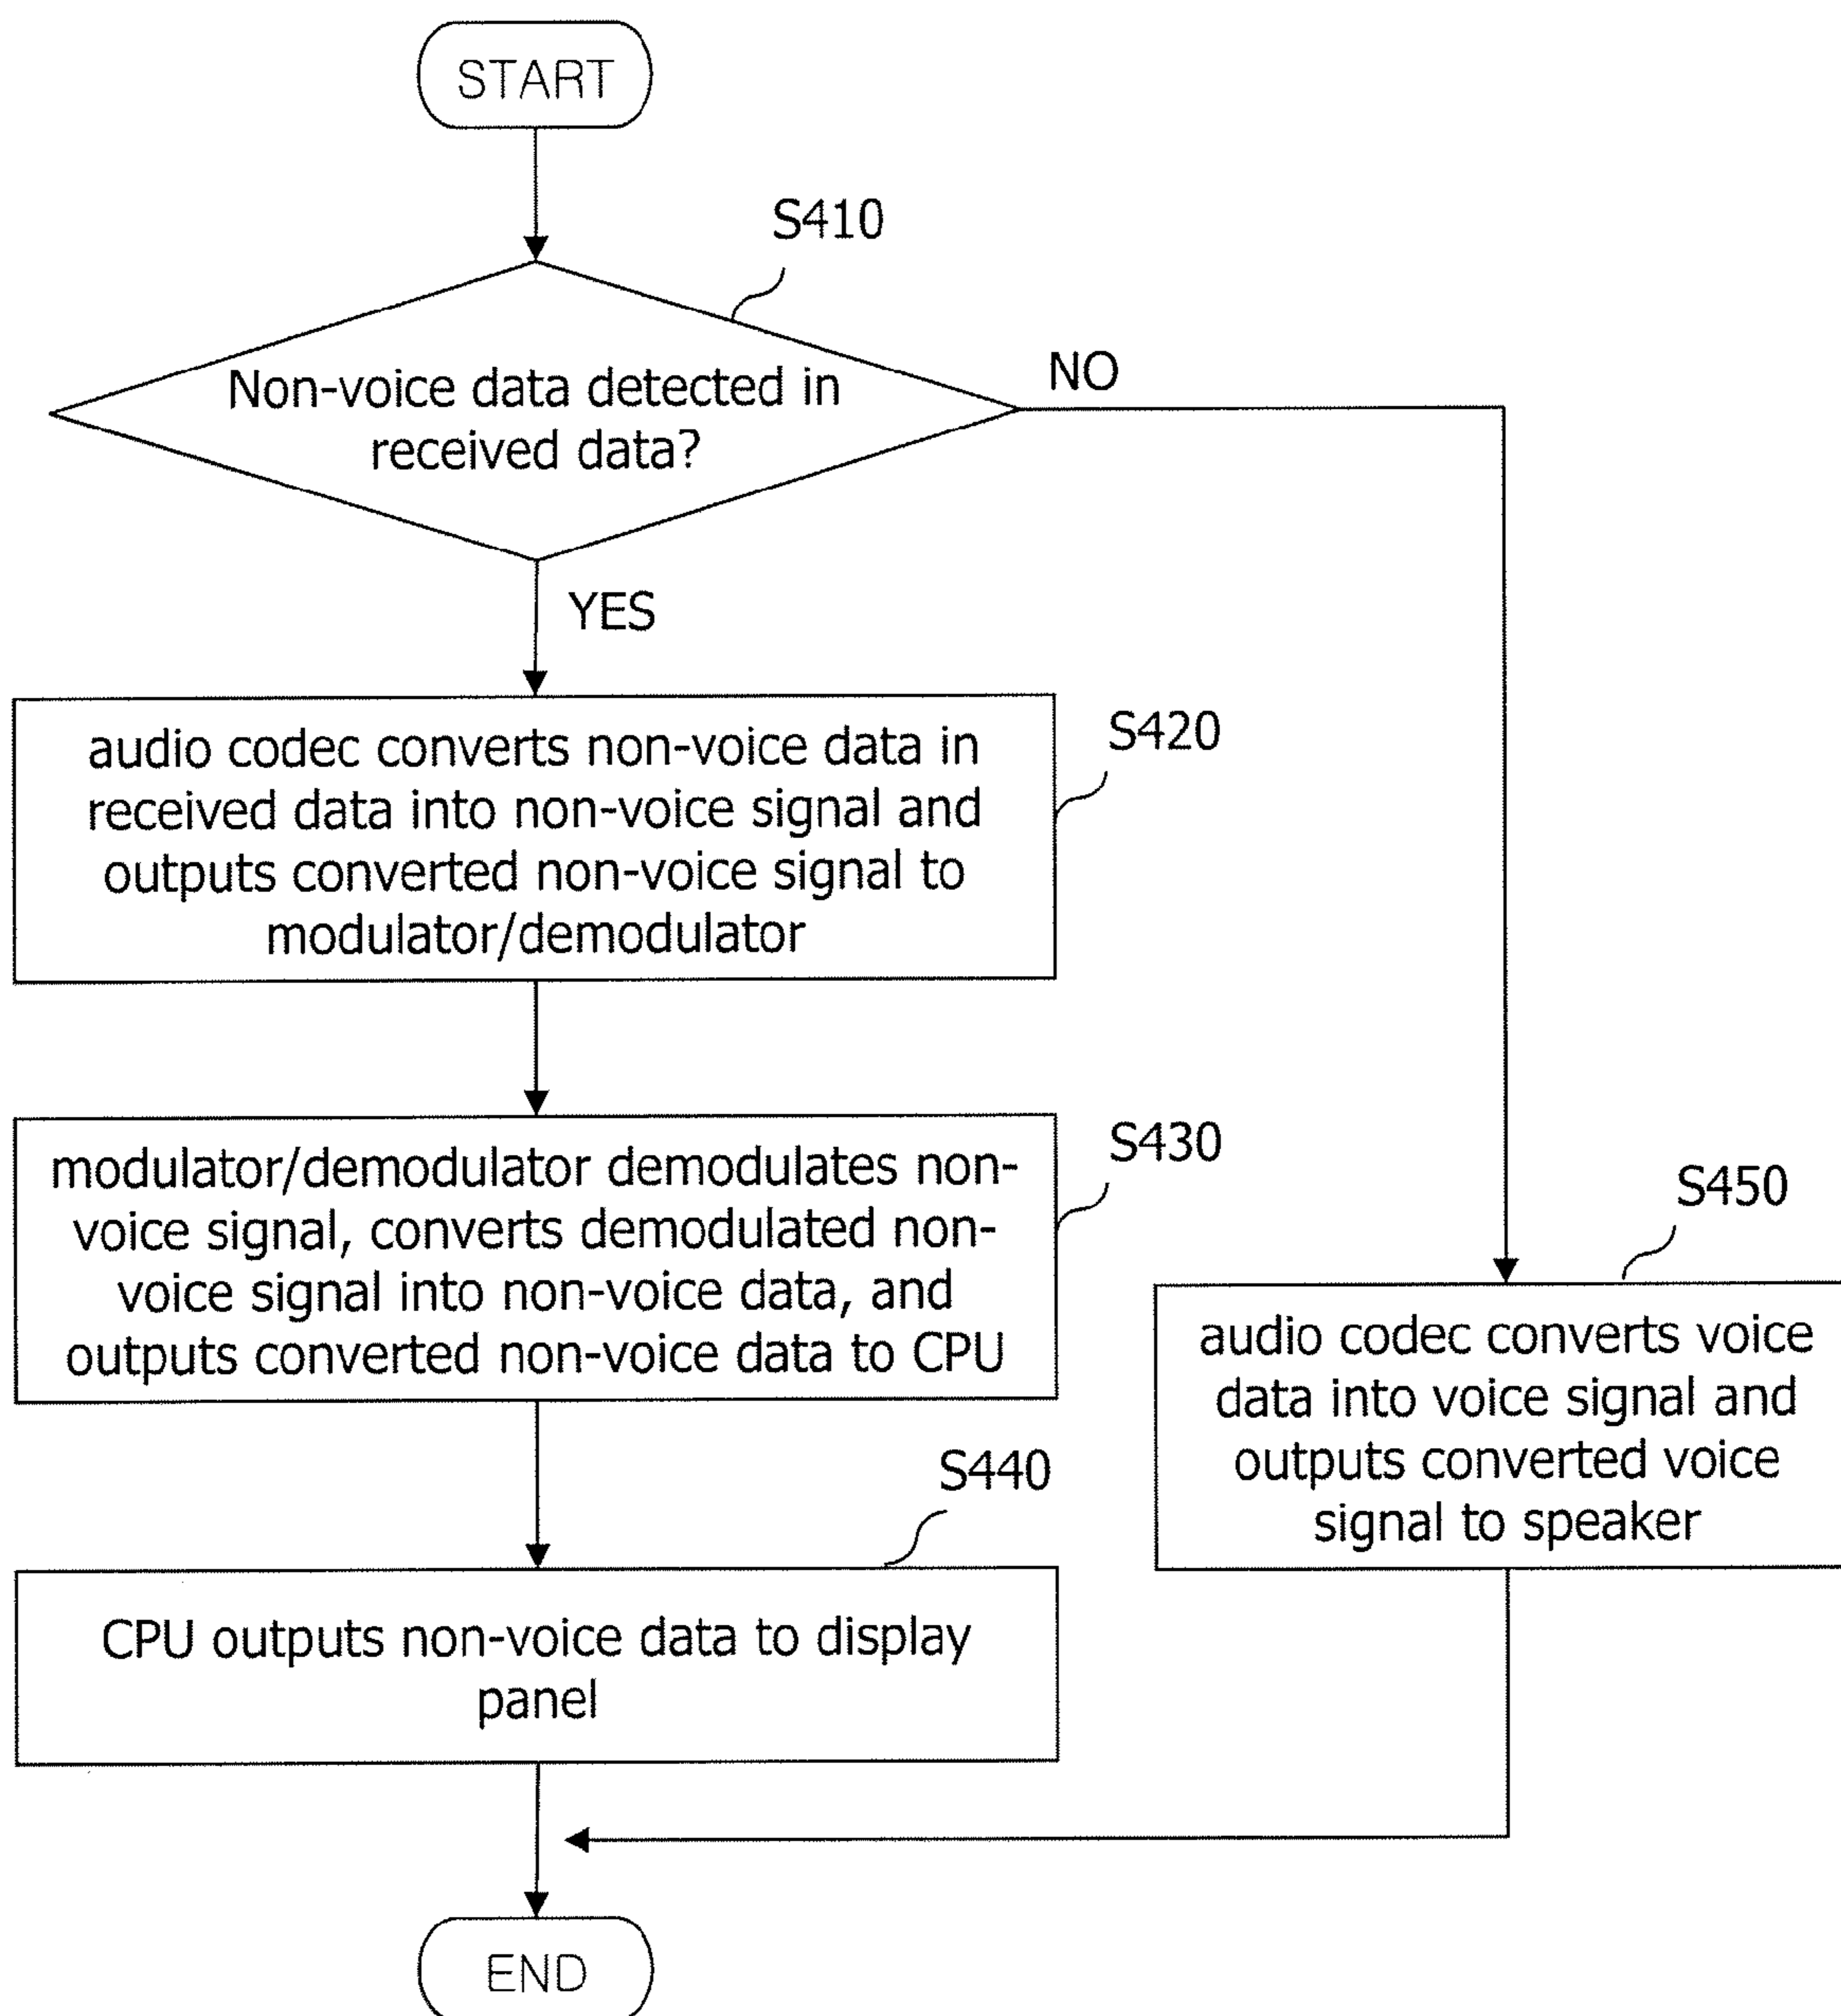 START
S410
Non-voice data detected in
received data?
NO
YES
S420
audio codec converts non-voice data in
received data into non-voice signal and
outputs converted non-voice signal to
modulator/demodulator
S430
modulator/demodulator demodulates non-
voice signal, converts demodulated non-
voice signal into non-voice data, and
outputs converted non-voice data to CPU
S450
audio codec converts voice
data into voice signal and
outputs converted voice
signal to speaker
S440
CPU outputs non-voice data to display
panel
END